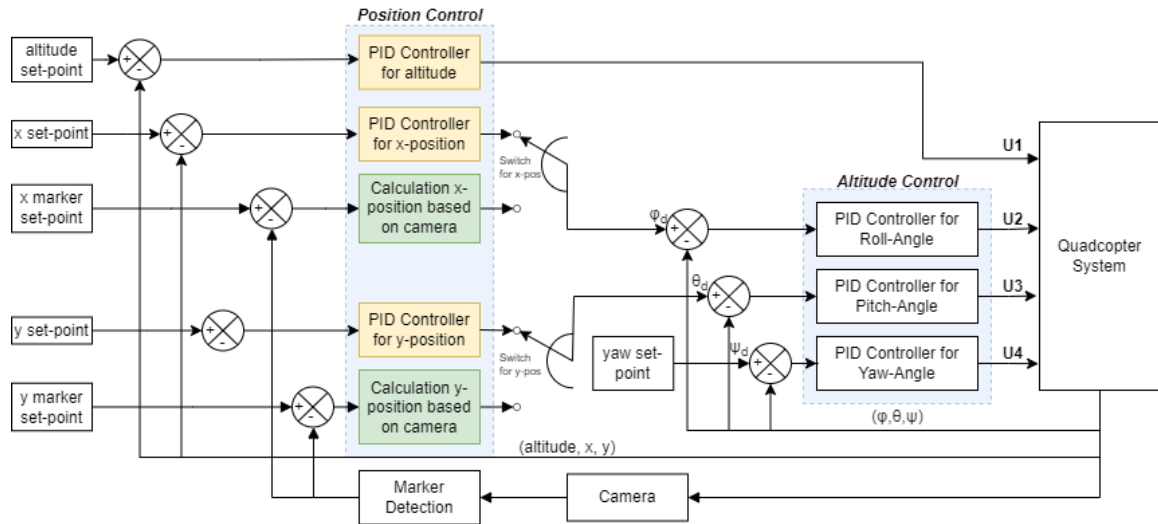 Position Control
altitude
set-point
PID Controller
for altitude
x set-point
PID Controller
for x-position
Switch
for x-pos
U1
x marker
set-point
Calculation x-
position based
on camera
Altitude Control
φd
PID Controller for
Roll-Angle
U2
Quadcopter
System
θd
PID Controller for
Pitch-Angle
U3
y set-point
PID Controller
for y-position
Switch
for y-pos
yaw set-
point
ψd
PID Controller for
Yaw-Angle
U4
y marker
set-point
Calculation y-
position based
on camera
(φ,θ,ψ)
(altitude, x, y)
Marker
Detection
Camera